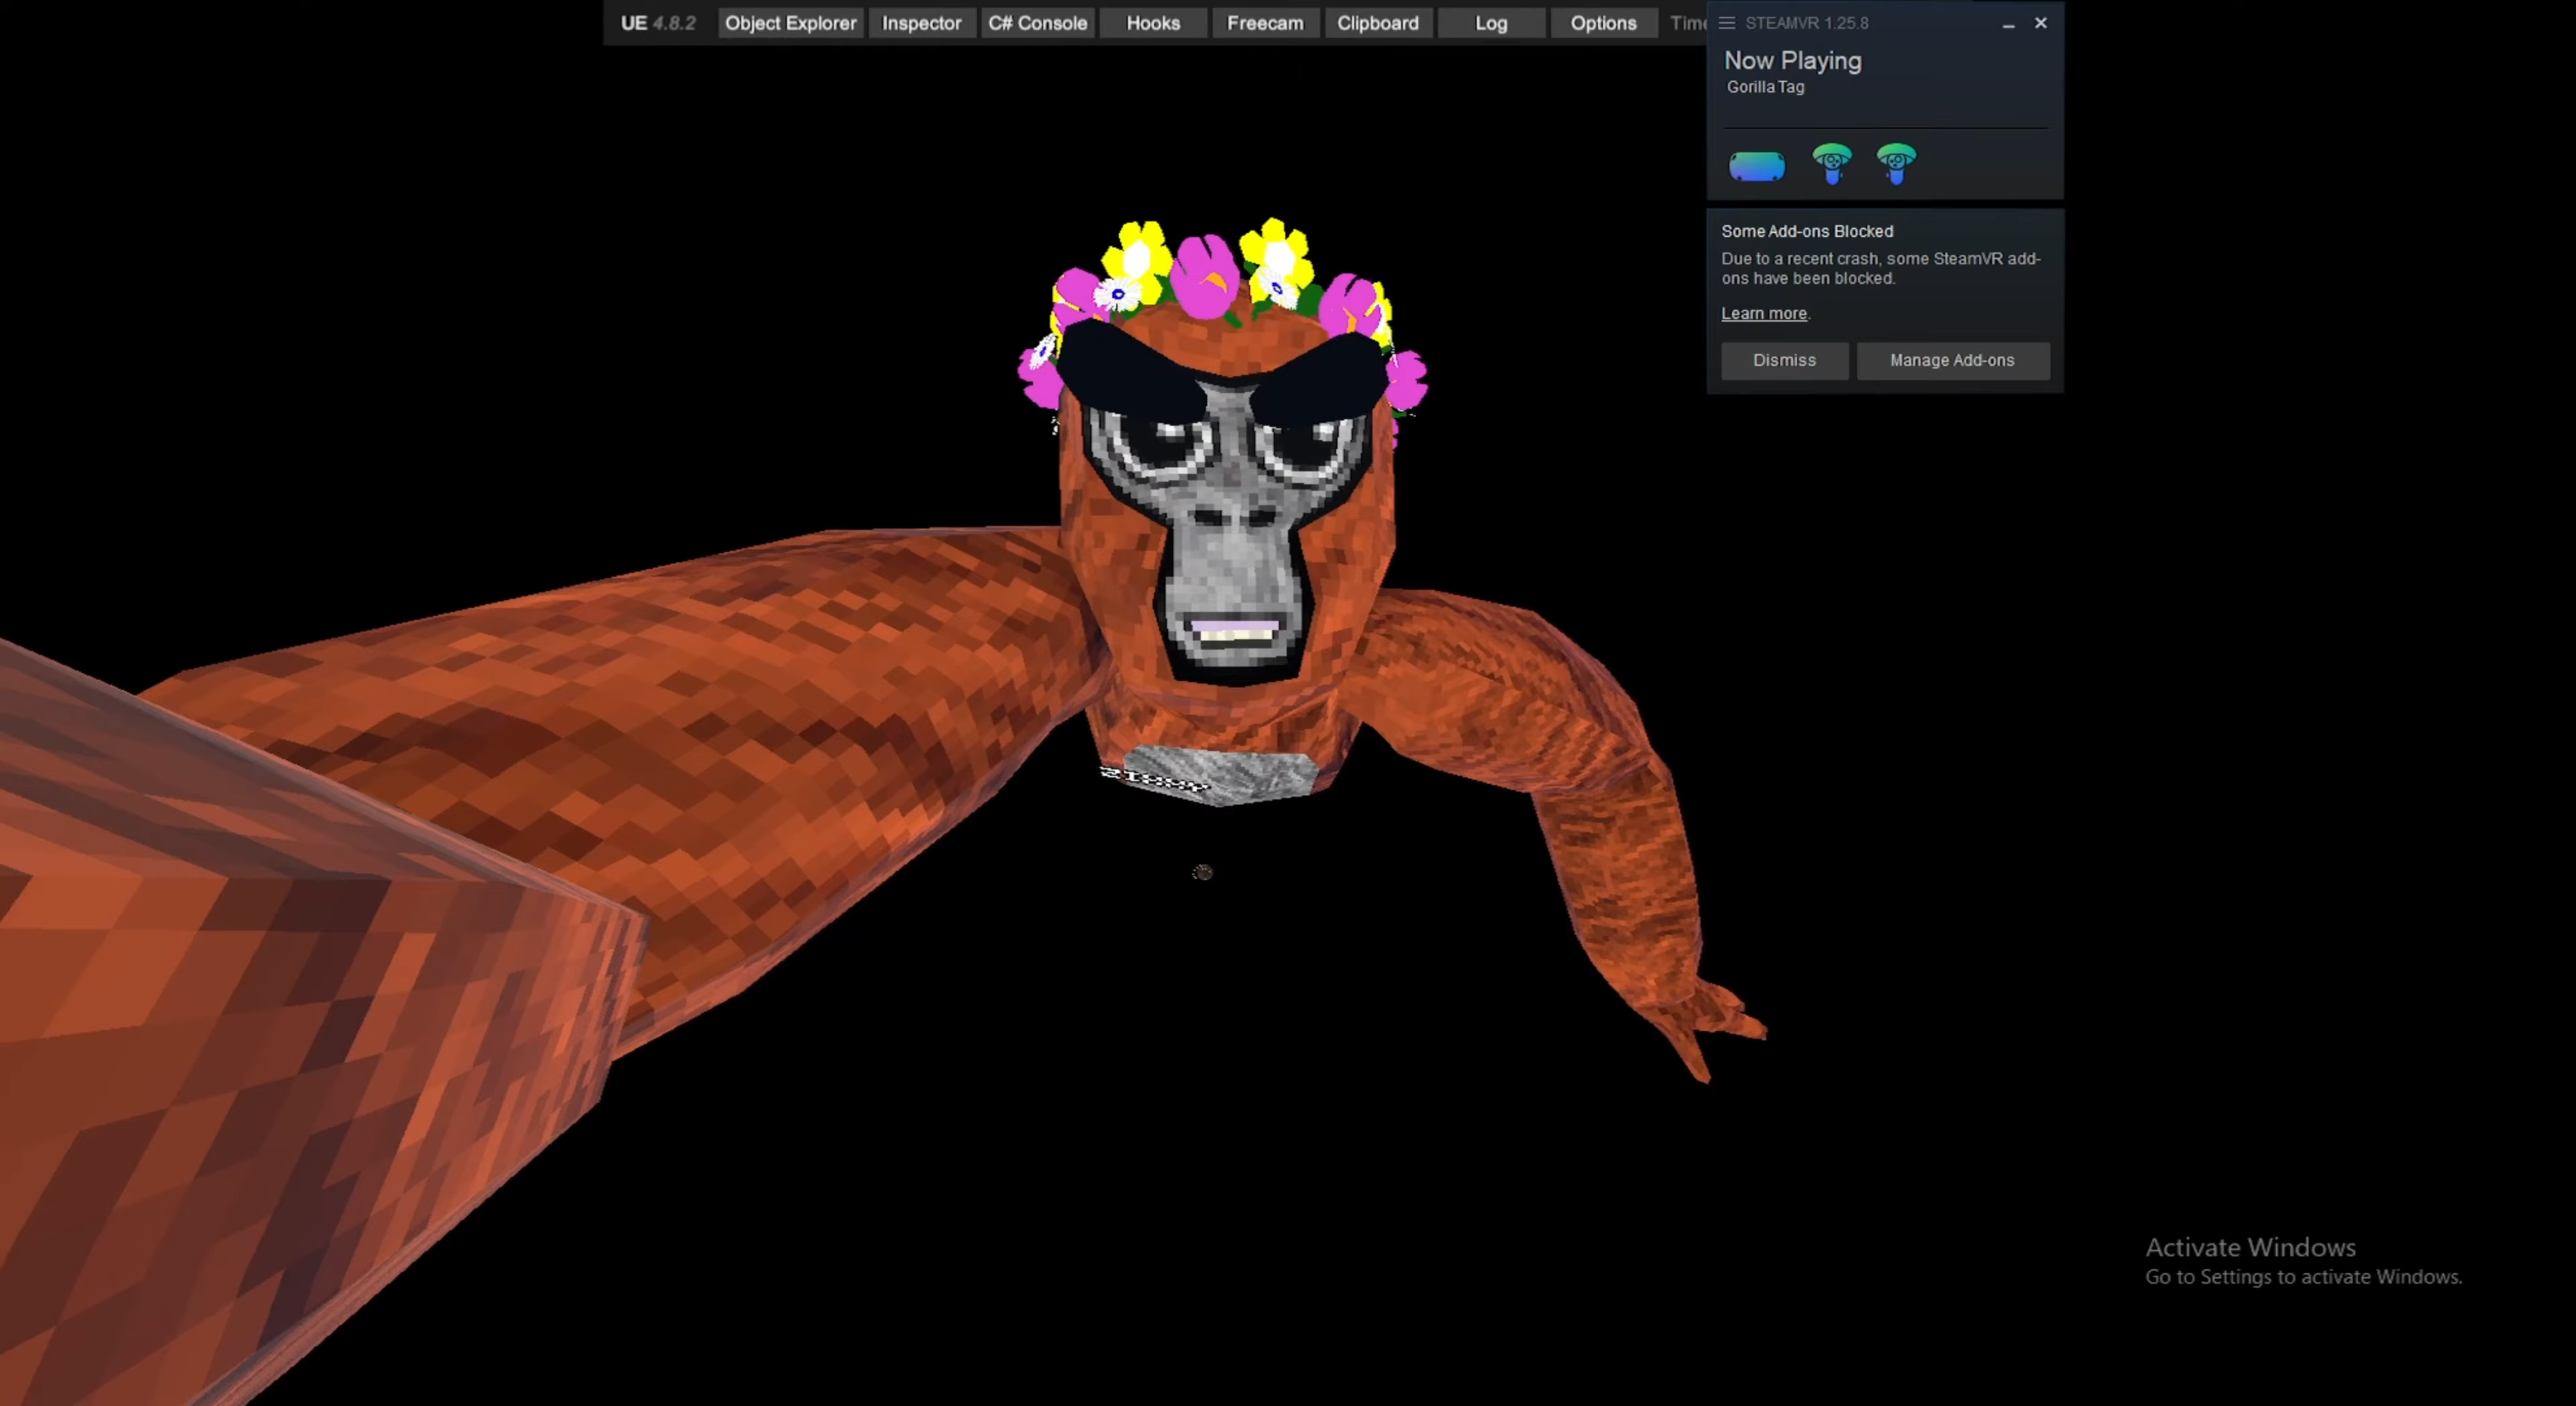 UE 4.8.2 Object Explorer Inspector C# Console Hooks Freecam Clipboard Log Options Time
STEAMVR 1.25.8
Now Playing
Gorilla Tag
Some Add-ons Blocked
Due to a recent crash, some SteamVR add-
ons have been blocked.
Learn more.
Dismiss Manage Add-ons
Activate Windows
Go to Settings to activate Windows.